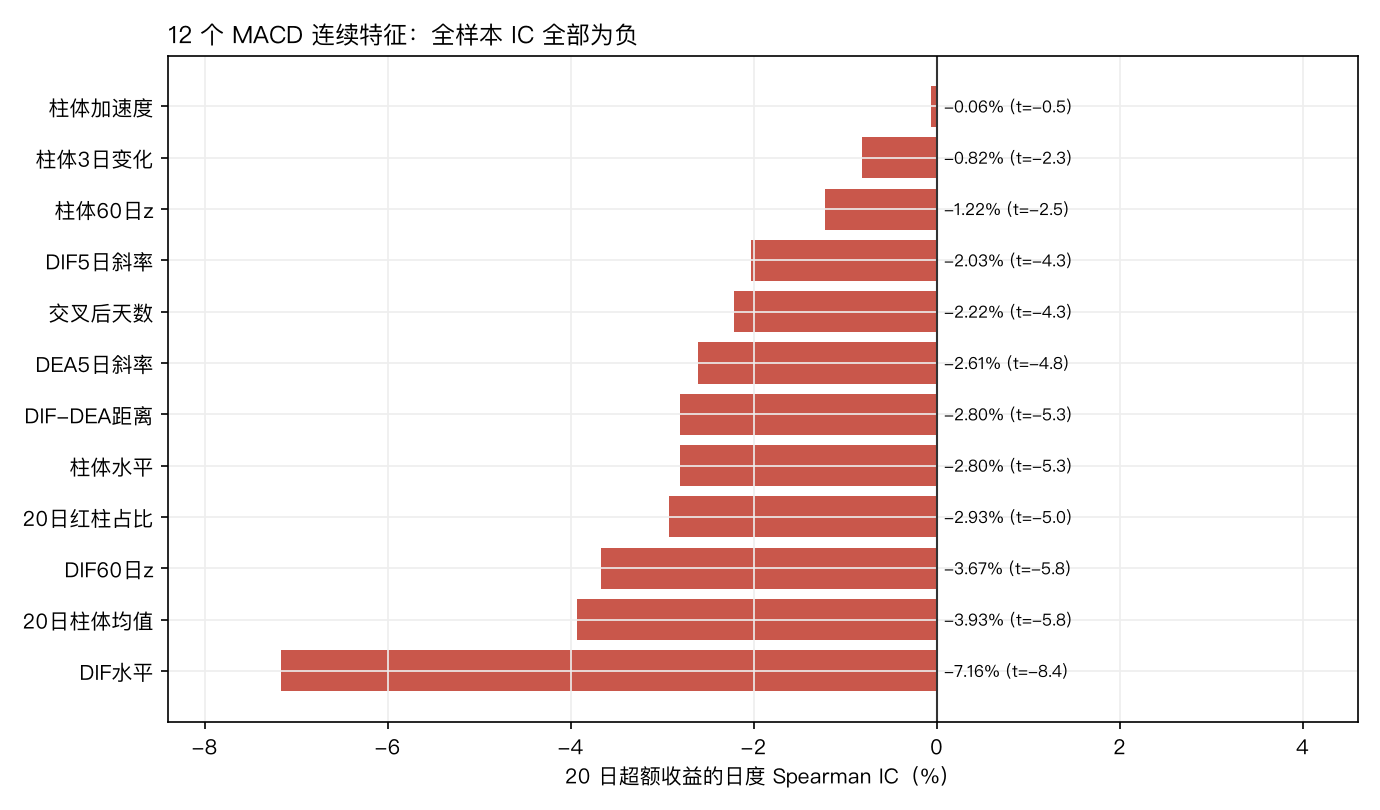 12 个 MACD 连续特征：全样本 IC 全部为负
柱体加速度 −0.06% (t=−0.5)
柱体3日变化 −0.82% (t=−2.3)
柱体60日z −1.22% (t=−2.5)
DIF5日斜率 −2.03% (t=−4.3)
交叉后天数 −2.22% (t=−4.3)
DEA5日斜率 −2.61% (t=−4.8)
DIF−DEA距离 −2.80% (t=−5.3)
柱体水平 −2.80% (t=−5.3)
20日红柱占比 −2.93% (t=−5.0)
DIF60日z −3.67% (t=−5.8)
20日柱体均值 −3.93% (t=−5.8)
DIF水平 −7.16% (t=−8.4)
−8 −6 −4 −2 0 2 4
20 日超额收益的日度 Spearman IC（%）